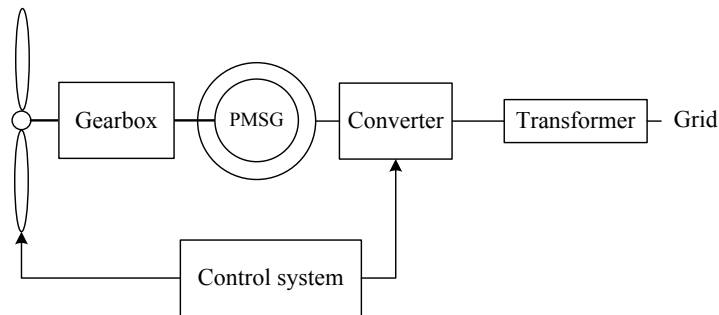 Gearbox
PMSG
Converter
Transformer
Grid
Control system